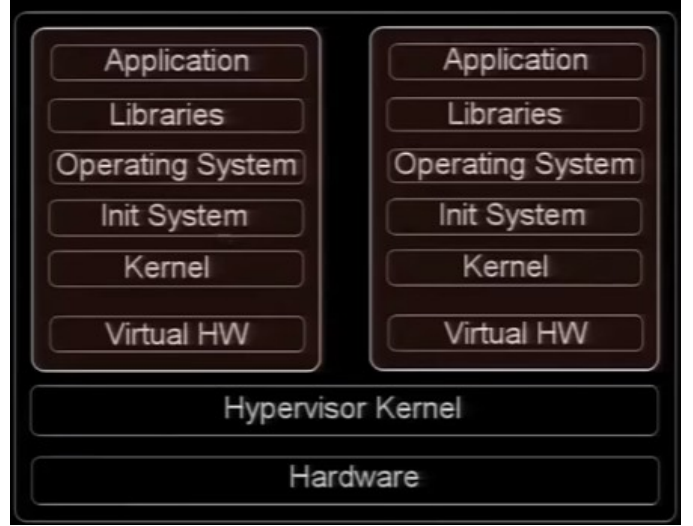 Application
Libraries
Operating System
Init System
Kernel
Virtual HW
Application
Libraries
Operating System
Init System
Kernel
Virtual HW
Hypervisor Kernel
Hardware